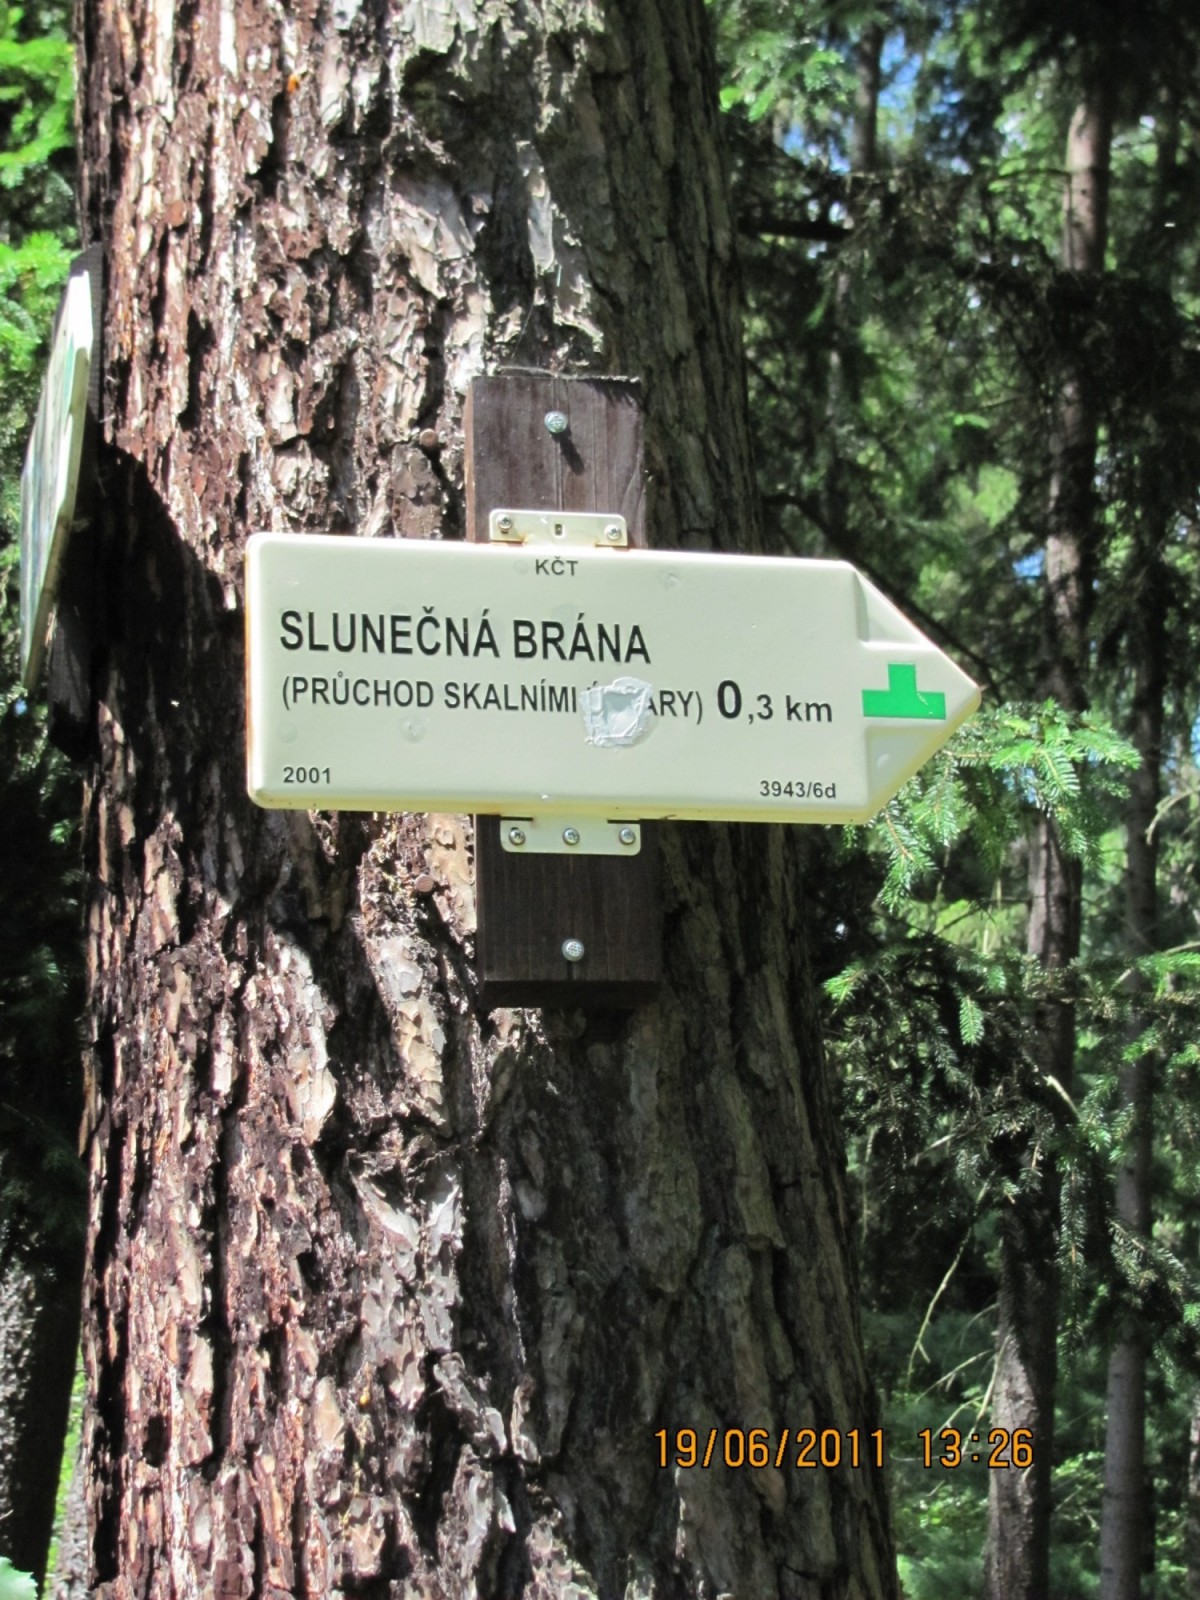 KČT
SLUNEČNÁ BRÁNA
(PRŮCHOD SKALNÍMI 0,3 km
2001
3943/6d
19/06/2011 13:26